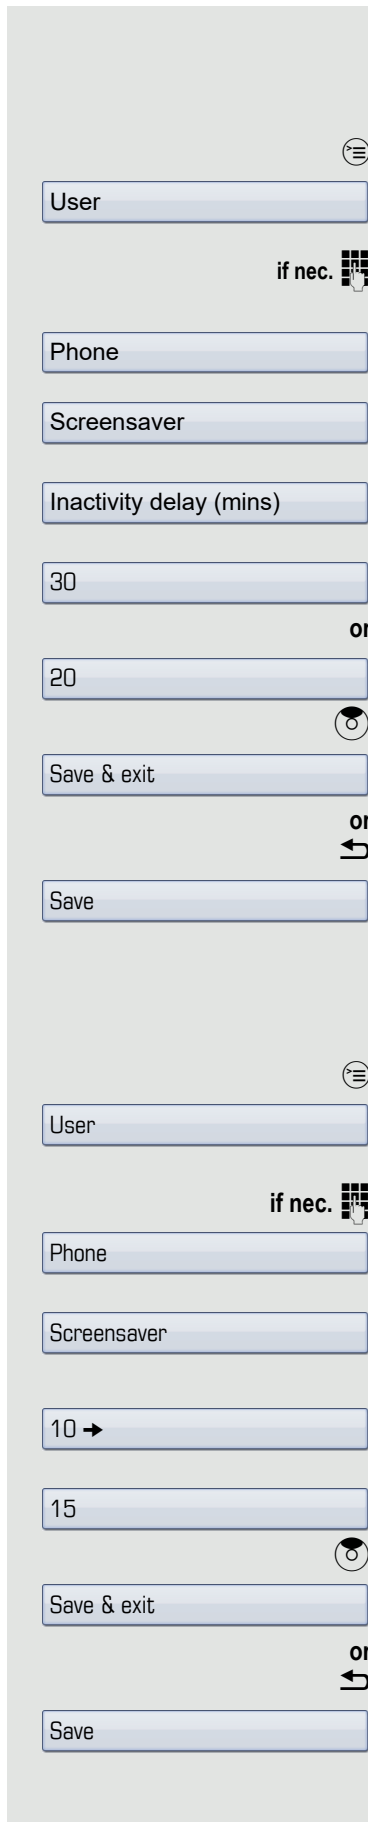 User
if nec.
Phone
Screensaver
Inactivity delay (mins)
30
or
20
Save & exit
or
Save
User
if nec.
Phone
Screensaver
10 →
15
Save & exit
or
Save